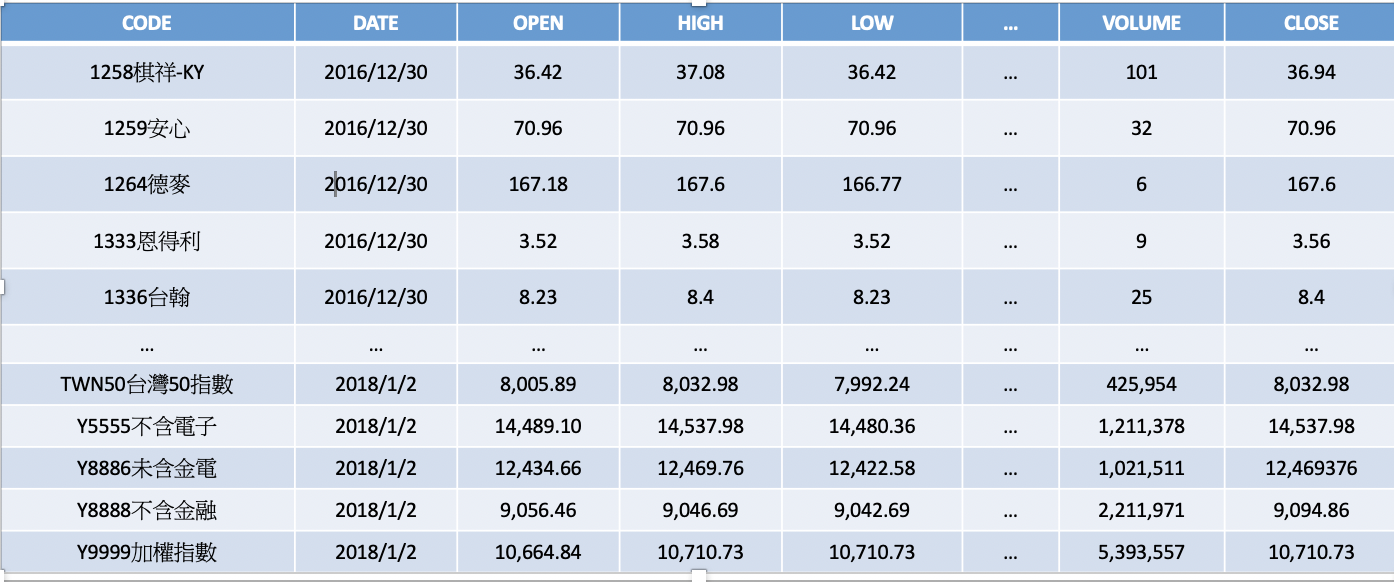 CODE DATE OPEN HIGH LOW ... VOLUME CLOSE
1258棋祥-KY 2016/12/30 36.42 37.08 36.42 ... 101 36.94
1259安心 2016/12/30 70.96 70.96 70.96 ... 32 70.96
1264德麥 2016/12/30 167.18 167.6 166.77 ... 6 167.6
1333恩得利 2016/12/30 3.52 3.58 3.52 ... 9 3.56
1336台翰 2016/12/30 8.23 8.4 8.23 ... 25 8.4
... ... ... ... ... ... ... ...
TWN50台灣50指數 2018/1/2 8,005.89 8,032.98 7,992.24 ... 425,954 8,032.98
Y5555不含電子 2018/1/2 14,489.10 14,537.98 14,480.36 ... 1,211,378 14,537.98
Y8886未含金電 2018/1/2 12,434.66 12,469.76 12,422.58 ... 1,021,511 12,469376
Y8888不含金融 2018/1/2 9,056.46 9,046.69 9,042.69 ... 2,211,971 9,094.86
Y9999加權指數 2018/1/2 10,664.84 10,710.73 10,710.73 ... 5,393,557 10,710.73